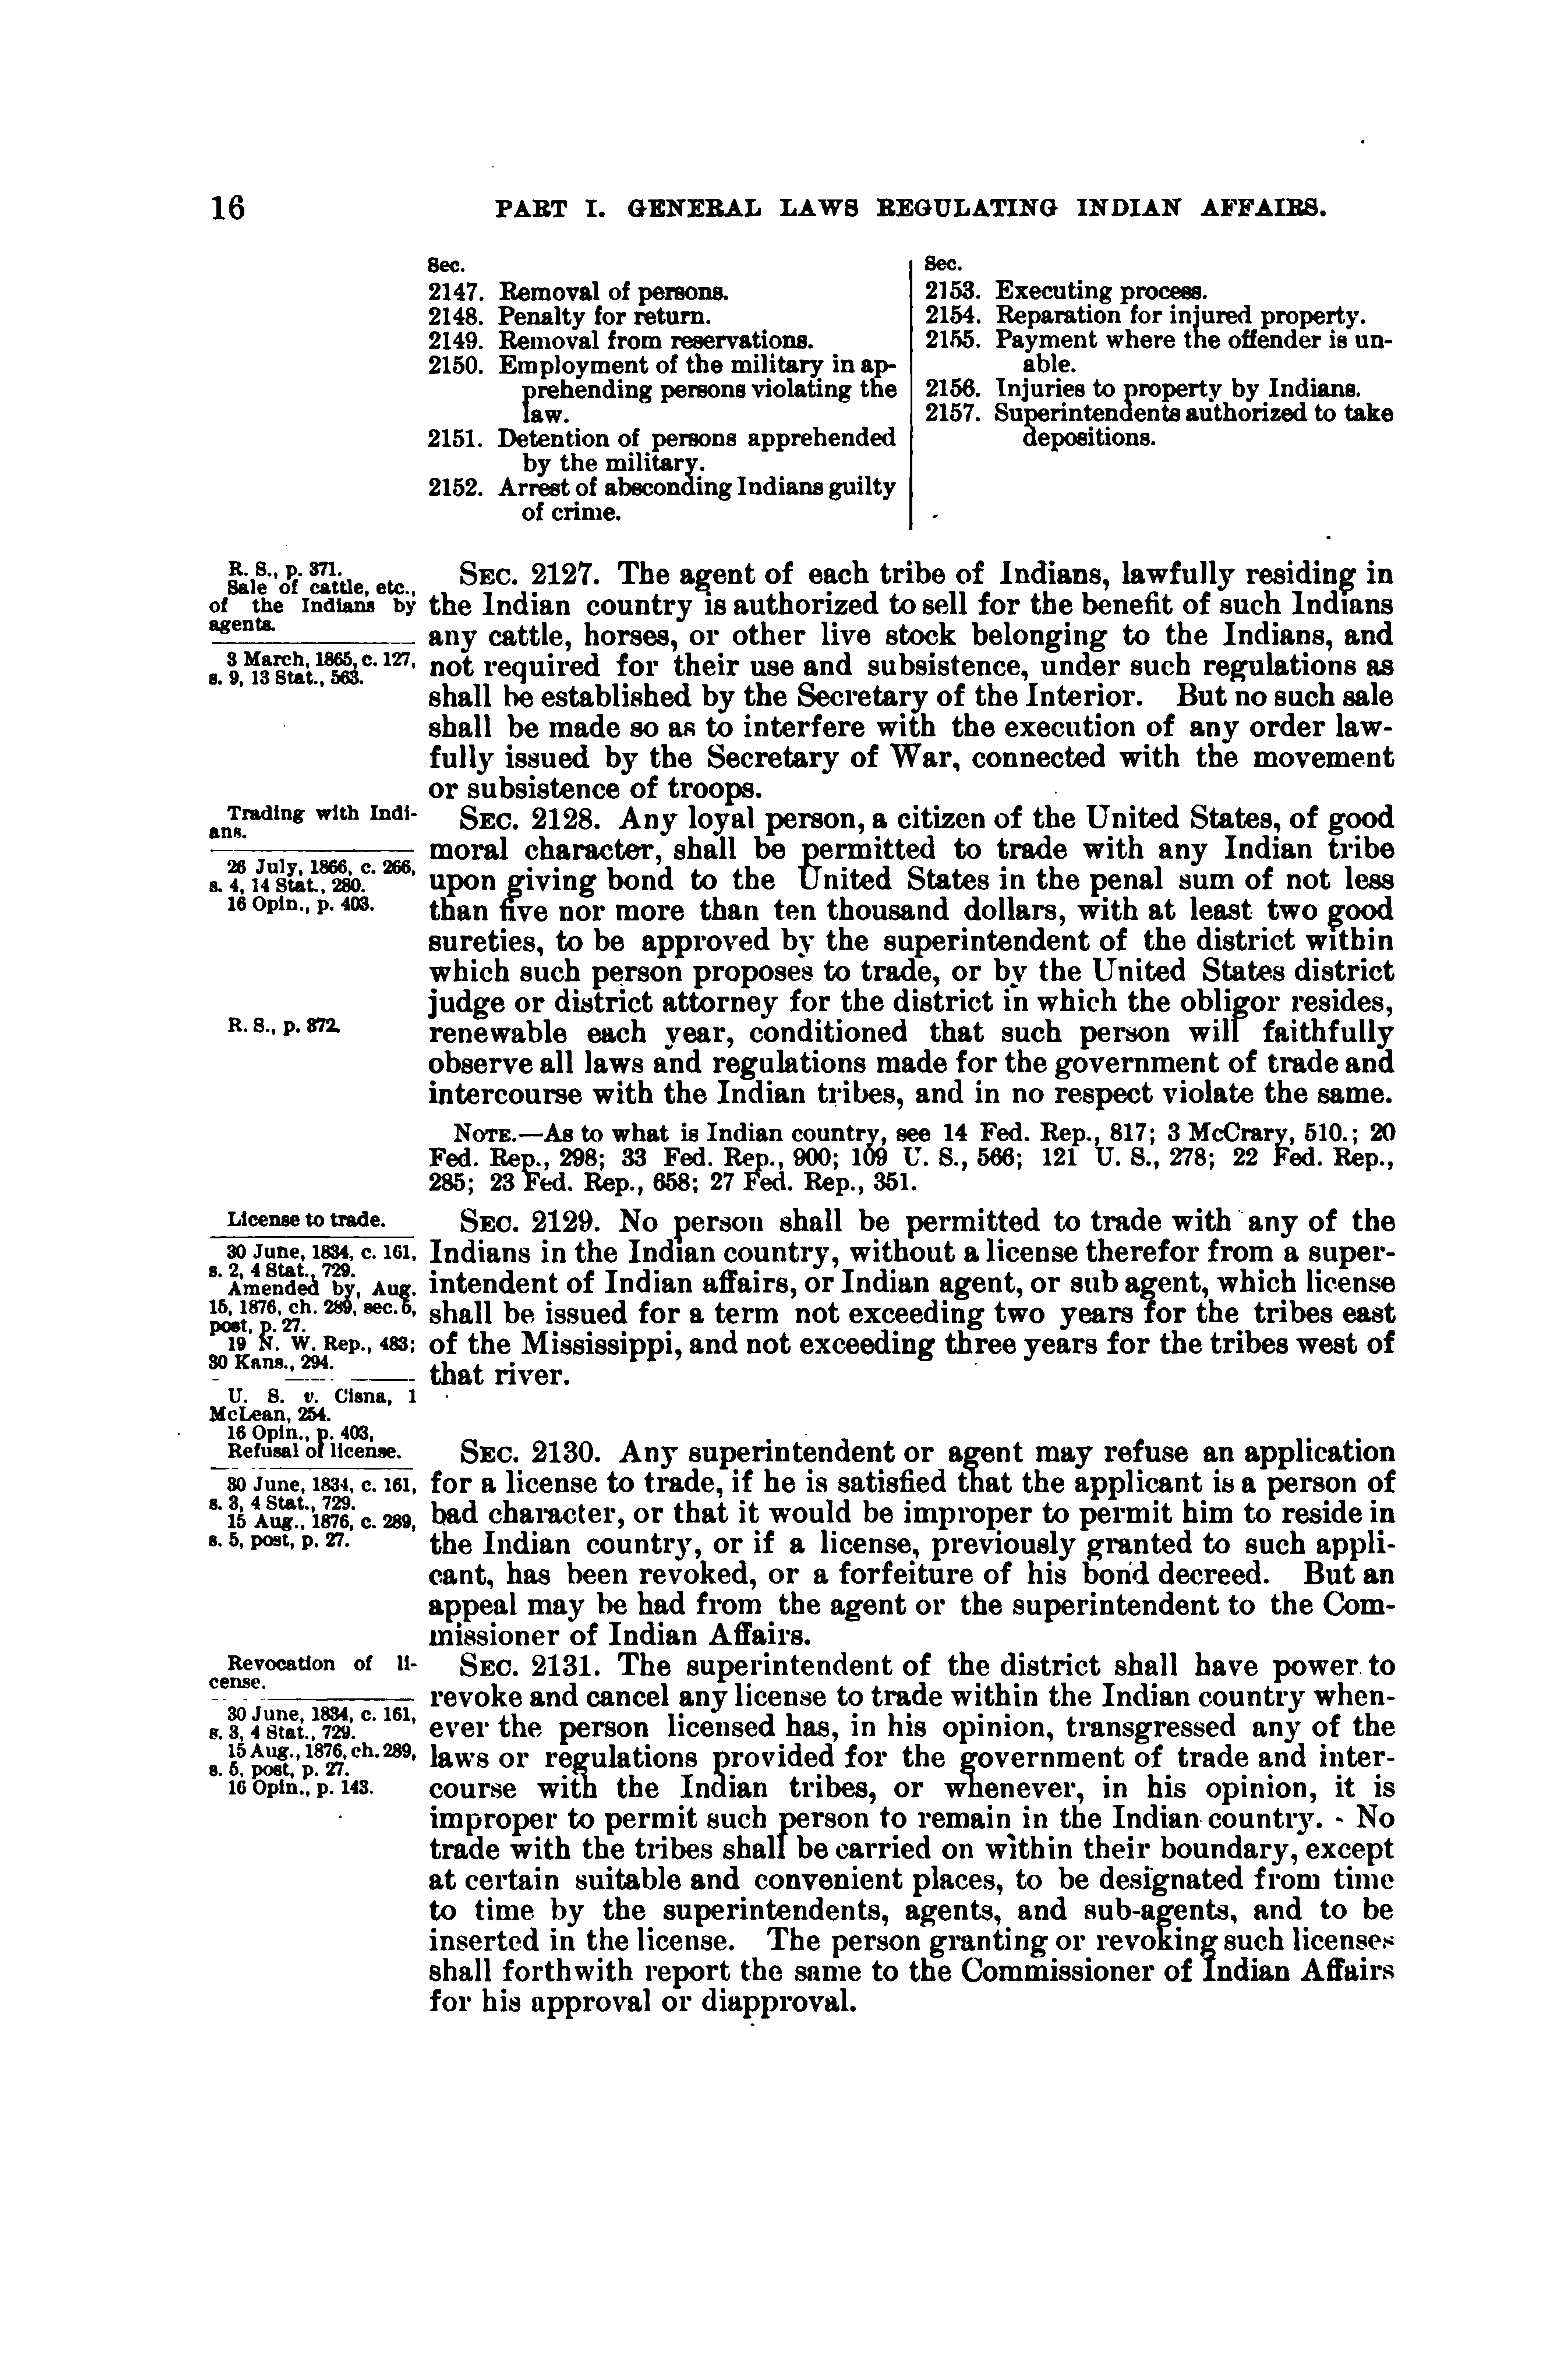 16
PART I. GENERAL LAWS REGULATING INDIAN AFFAIRS.
Sec.
2147. Removal of persons.
2148. Penalty for return.
2149. Removal from reservations.
2150. Employment of the military in ap-
prehending persons violating the
law.
2151. Detention of persons apprehended
by the military.
2152. Arrest of absconding Indians guilty
of crime.
Sec.
2153. Executing process.
2154. Reparation for injured property.
2155. Payment where the offender is un-
able.
2156. Injuries to property by Indians.
2157. Superintendents authorized to take
depositions.
R. S., p. 371.
Sale of cattle, etc.,
of the Indians by
agents.
3 March, 1865, c. 127,
s. 9, 13 Stat., 563.
SEC. 2127. The agent of each tribe of Indians, lawfully residing in
the Indian country is authorized to sell for the benefit of such Indians
any cattle, horses, or other live stock belonging to the Indians, and
not required for their use and subsistence, under such regulations as
shall be established by the Secretary of the Interior. But no such sale
shall be made so as to interfere with the execution of any order law-
fully issued by the Secretary of War, connected with the movement
or subsistence of troops.
Trading with Indi-
ans.
26 July, 1866, c. 266,
s. 4, 14 Stat., 280.
16 Opin., p. 403.
R. S., p. 372.
SEC. 2128. Any loyal person, a citizen of the United States, of good
moral character, shall be permitted to trade with any Indian tribe
upon giving bond to the United States in the penal sum of not less
than five nor more than ten thousand dollars, with at least two good
sureties, to be approved by the superintendent of the district within
which such person proposes to trade, or by the United States district
judge or district attorney for the district in which the obligor resides,
renewable each year, conditioned that such person will faithfully
observe all laws and regulations made for the government of trade and
intercourse with the Indian tribes, and in no respect violate the same.
NOTE.—As to what is Indian country, see 14 Fed. Rep., 817; 3 McCrary, 510.; 20
Fed. Rep., 298; 33 Fed. Rep., 900; 109 U. S., 566; 121 U. S., 278; 22 Fed. Rep.,
285; 23 Fed. Rep., 658; 27 Fed. Rep., 351.
License to trade.
30 June, 1834, c. 161,
s. 2, 4 Stat., 729.
Amended by, Aug.
15, 1876, ch. 289, sec. 5,
post, p. 27.
19 N. W. Rep., 483;
30 Kans., 294.
U. S. v. Cisna, 1
McLean, 254.
16 Opin., p. 403,
SEC. 2129. No person shall be permitted to trade with any of the
Indians in the Indian country, without a license therefor from a super-
intendent of Indian affairs, or Indian agent, or sub agent, which license
shall be issued for a term not exceeding two years for the tribes east
of the Mississippi, and not exceeding three years for the tribes west of
that river.
Refusal of license.
30 June, 1834, c. 161,
s. 3, 4 Stat., 729.
15 Aug., 1876, c. 289,
s. 5, post, p. 27.
SEC. 2130. Any superintendent or agent may refuse an application
for a license to trade, if he is satisfied that the applicant is a person of
bad character, or that it would be improper to permit him to reside in
the Indian country, or if a license, previously granted to such appli-
cant, has been revoked, or a forfeiture of his bond decreed. But an
appeal may be had from the agent or the superintendent to the Com-
missioner of Indian Affairs.
Revocation of li-
cense.
30 June, 1834, c. 161,
s. 3, 4 Stat., 729.
15 Aug., 1876, ch. 289,
s. 5, post, p. 27.
16 Opin., p. 143.
SEC. 2131. The superintendent of the district shall have power to
revoke and cancel any license to trade within the Indian country when-
ever the person licensed has, in his opinion, transgressed any of the
laws or regulations provided for the government of trade and inter-
course with the Indian tribes, or whenever, in his opinion, it is
improper to permit such person to remain in the Indian country. No
trade with the tribes shall be carried on within their boundary, except
at certain suitable and convenient places, to be designated from time
to time by the superintendents, agents, and sub-agents, and to be
inserted in the license. The person granting or revoking such licenses
shall forthwith report the same to the Commissioner of Indian Affairs
for his approval or diapproval.